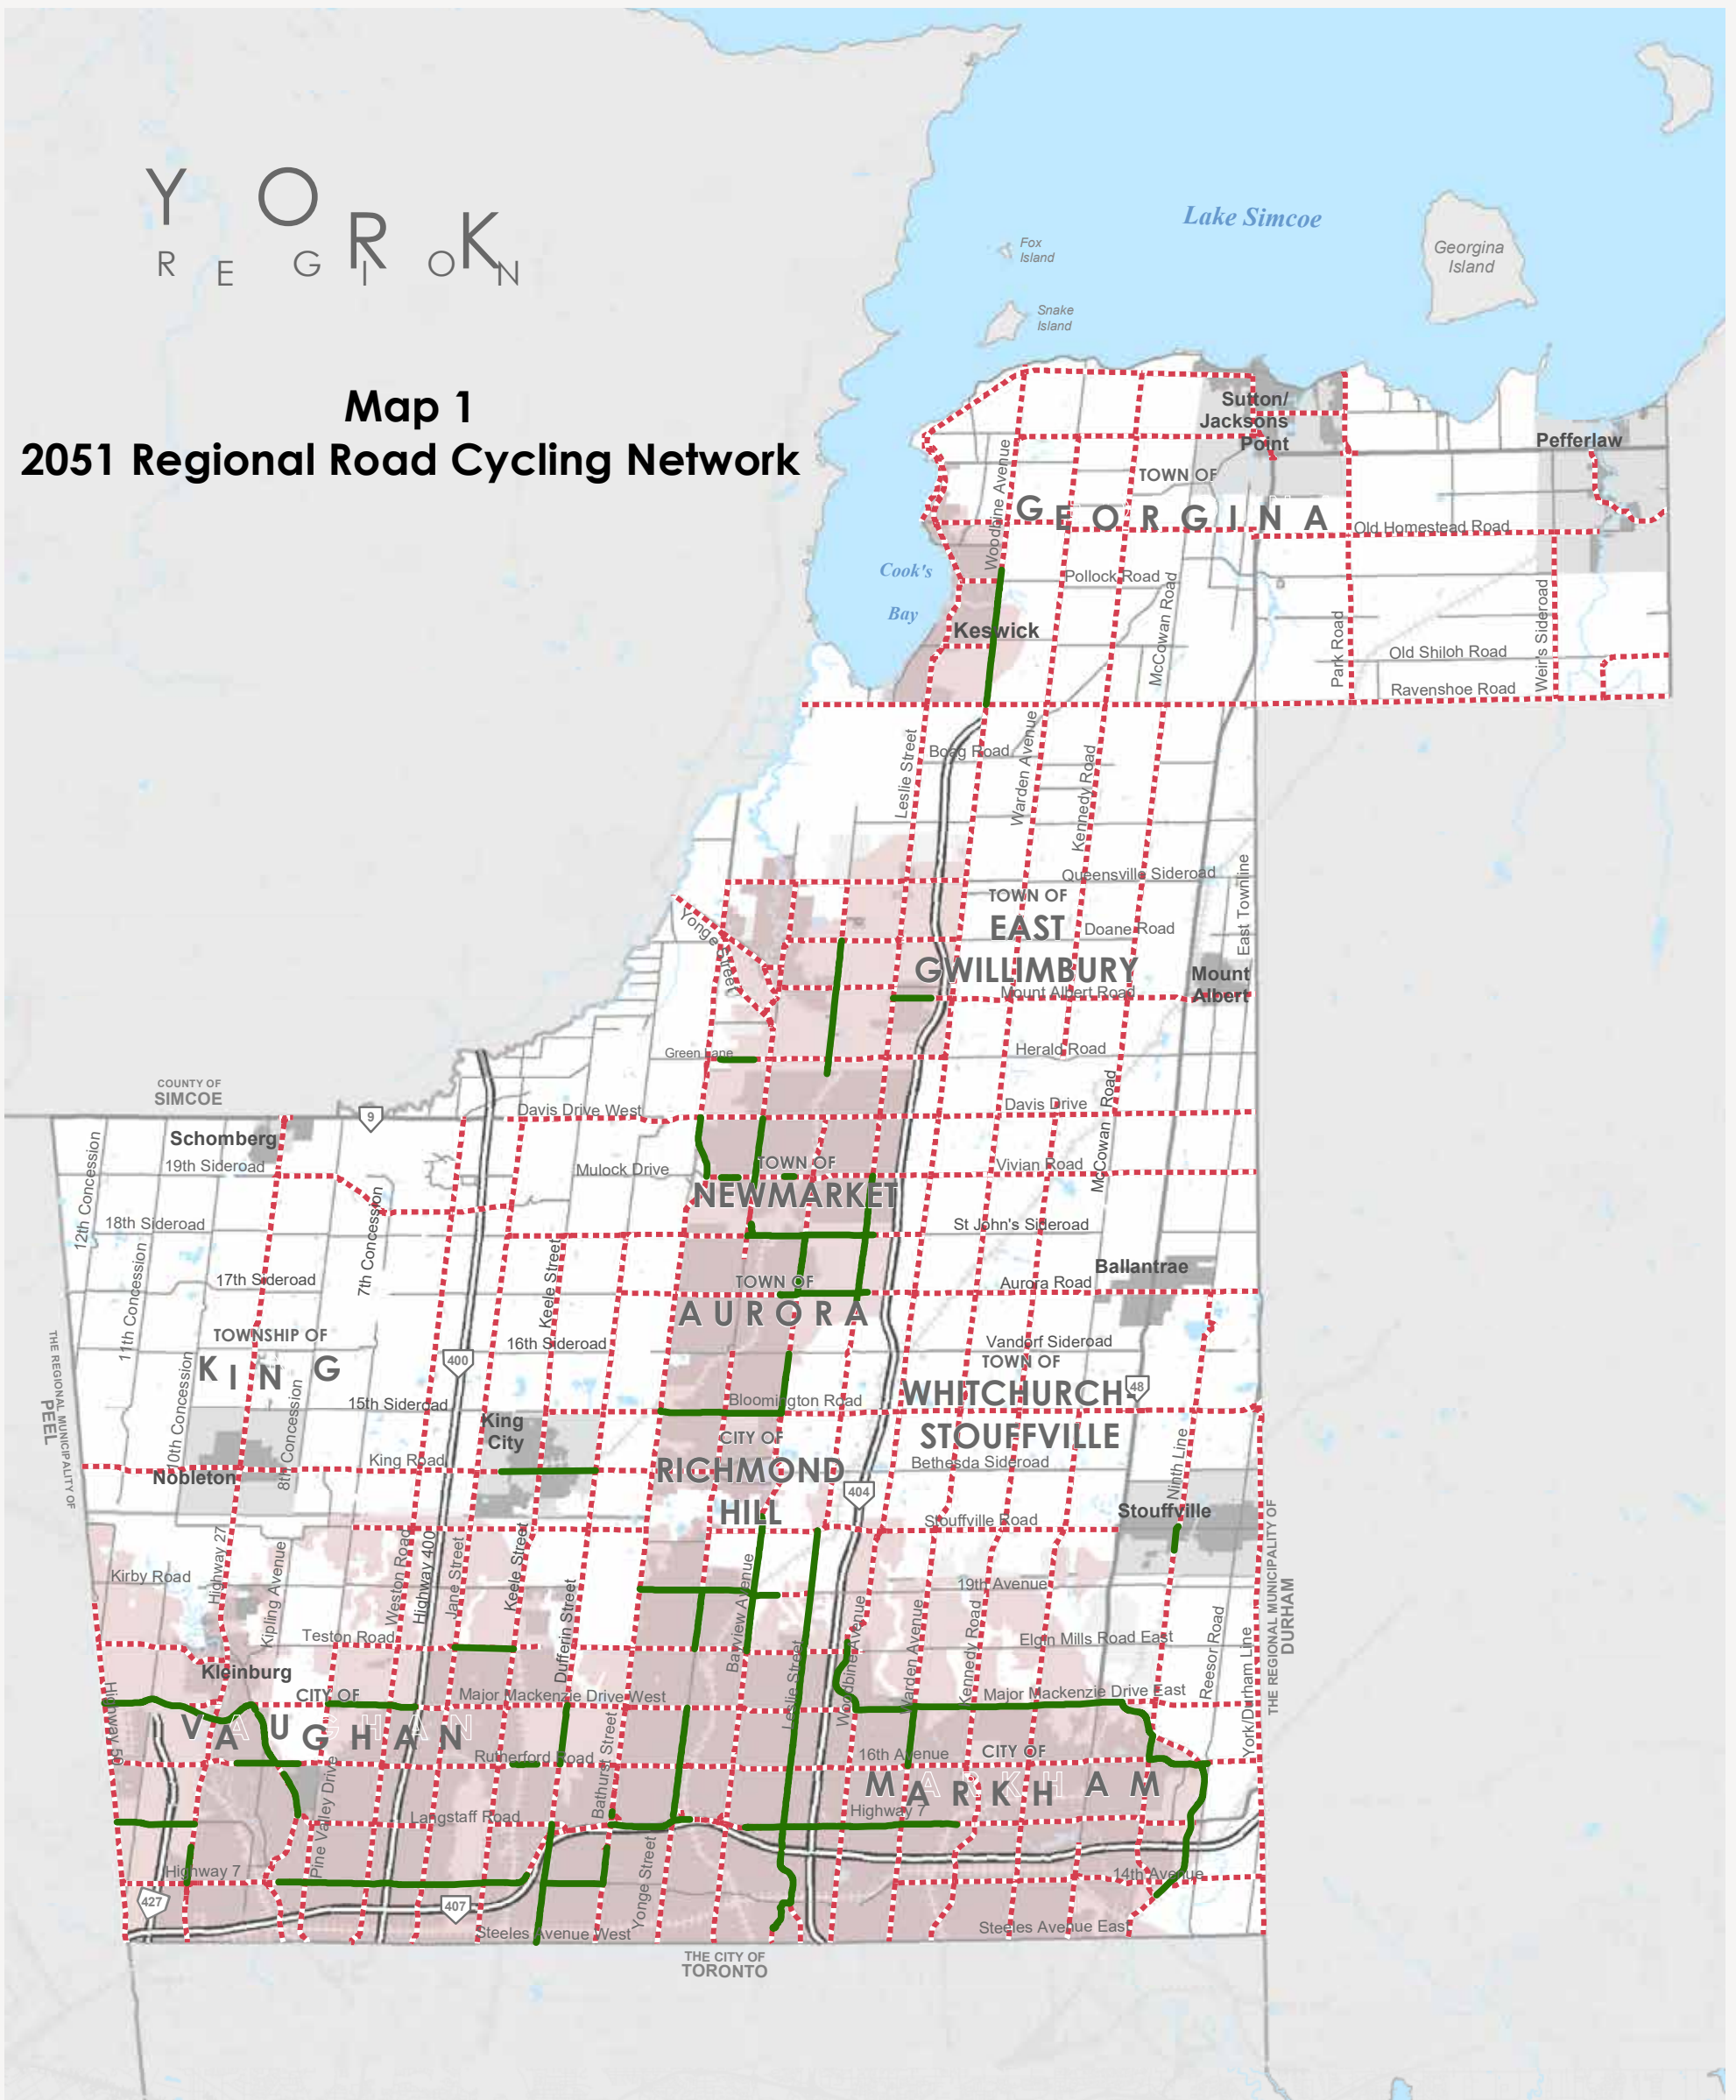 YORK
REGION
Map 1
2051 Regional Road Cycling Network
Lake Simcoe
Georgina
Island
Fox
Island
Snake
Island
Sutton/
Jacksons
Point
Pefferlaw
TOWN OF
GEORGINA
Woodbine Avenue
Old Homestead Road
Cook's
Bay
Pollock Road
McCowan Road
Keswick
Park Road
Weir's Sideroad
Old Shiloh Road
Ravenshoe Road
Leslie Street
Boag Road
Warden Avenue
Kennedy Road
Queensville Sideroad
East Townline
TOWN OF
EAST
GWILLIMBURY
Yonge Street
Doane Road
Mount
Albert
Mount Albert Road
Green Lane
Herald Road
COUNTY OF
SIMCOE
9
Davis Drive West
Davis Drive
McCowan Road
Schomberg
19th Sideroad
Mulock Drive
TOWN OF
NEWMARKET
Vivian Road
12th Concession
18th Sideroad
7th Concession
St John's Sideroad
11th Concession
17th Sideroad
Keele Street
TOWN OF
AURORA
Aurora Road
Ballantrae
THE REGIONAL MUNICIPALITY OF
PEEL
TOWNSHIP OF
KING
16th Sideroad
Vandorf Sideroad
400
TOWN OF
WHITCHURCH-
STOUFFVILLE
48
10th Concession
8th Concession
15th Sideroad
Bloomington Road
King
City
CITY OF
RICHMOND
HILL
Nobleton
King Road
Bethesda Sideroad
Ninth Line
404
Stouffville
Stouffville Road
Highway 27
Kipling Avenue
Weston Road
Highway 400
Jane Street
Keele Street
Kirby Road
19th Avenue
Dufferin Street
Bayview Avenue
Leslie Street
Woodbine Avenue
Warden Avenue
Kennedy Road
Teston Road
Elgin Mills Road East
Reesor Road
York/Durham Line
THE REGIONAL MUNICIPALITY OF
DURHAM
Kleinburg
Highway 50
CITY OF
VAUGHAN
Major Mackenzie Drive West
Major Mackenzie Drive East
Rutherford Road
16th Avenue
CITY OF
MARKHAM
Pine Valley Drive
Bathurst Street
Langstaff Road
Highway 7
Highway 7
14th Avenue
427
407
Yonge Street
Steeles Avenue West
Steeles Avenue East
THE CITY OF
TORONTO